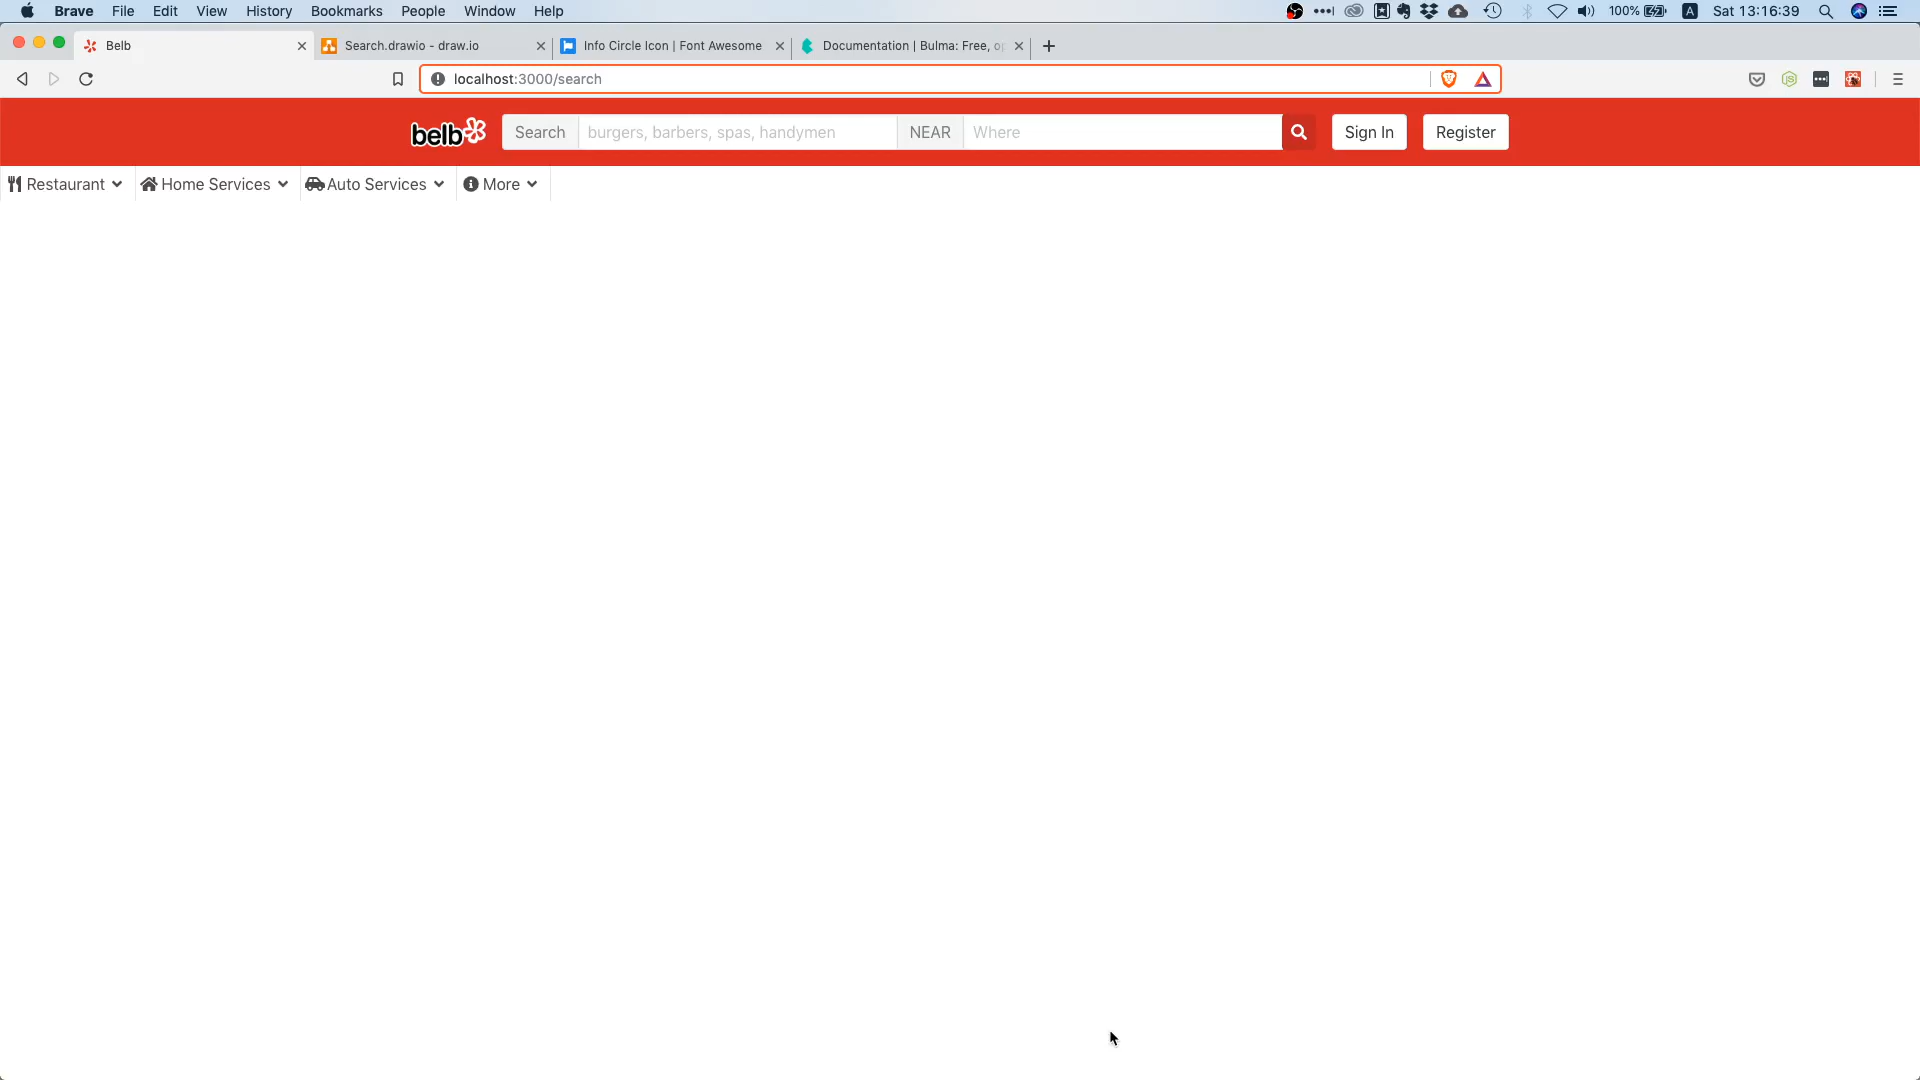 Brave File Edit View History Bookmarks People Window Help 100% A Sat 13:16:39
Belb Search.drawio - draw.io Info Circle Icon | Font Awesome Documentation | Bulma: Free, op
localhost:3000/search
belb Search burgers, barbers, spas, handymen NEAR Where Sign In Register
Restaurant Home Services Auto Services More